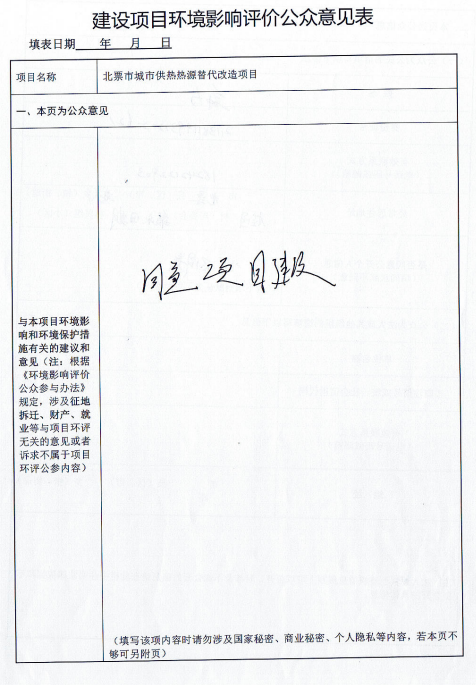 建设项目环境影响评价公众意见表
填表日期 年 月 日
项目名称 北票市城市供热热源替代改造项目
一、本页为公众意见
与本项目环境影
响和环境保护措
施有关的建议和
意见（注：根据
《环境影响评价
公众参与办法》
规定，涉及征地
拆迁、财产、就
业等与项目环评
无关的意见或者
诉求不属于项目
环评公参内容）
同意项目建设
（填写该项内容时请勿涉及国家秘密、商业秘密、个人隐私等内容，若本页不
够可另附页）